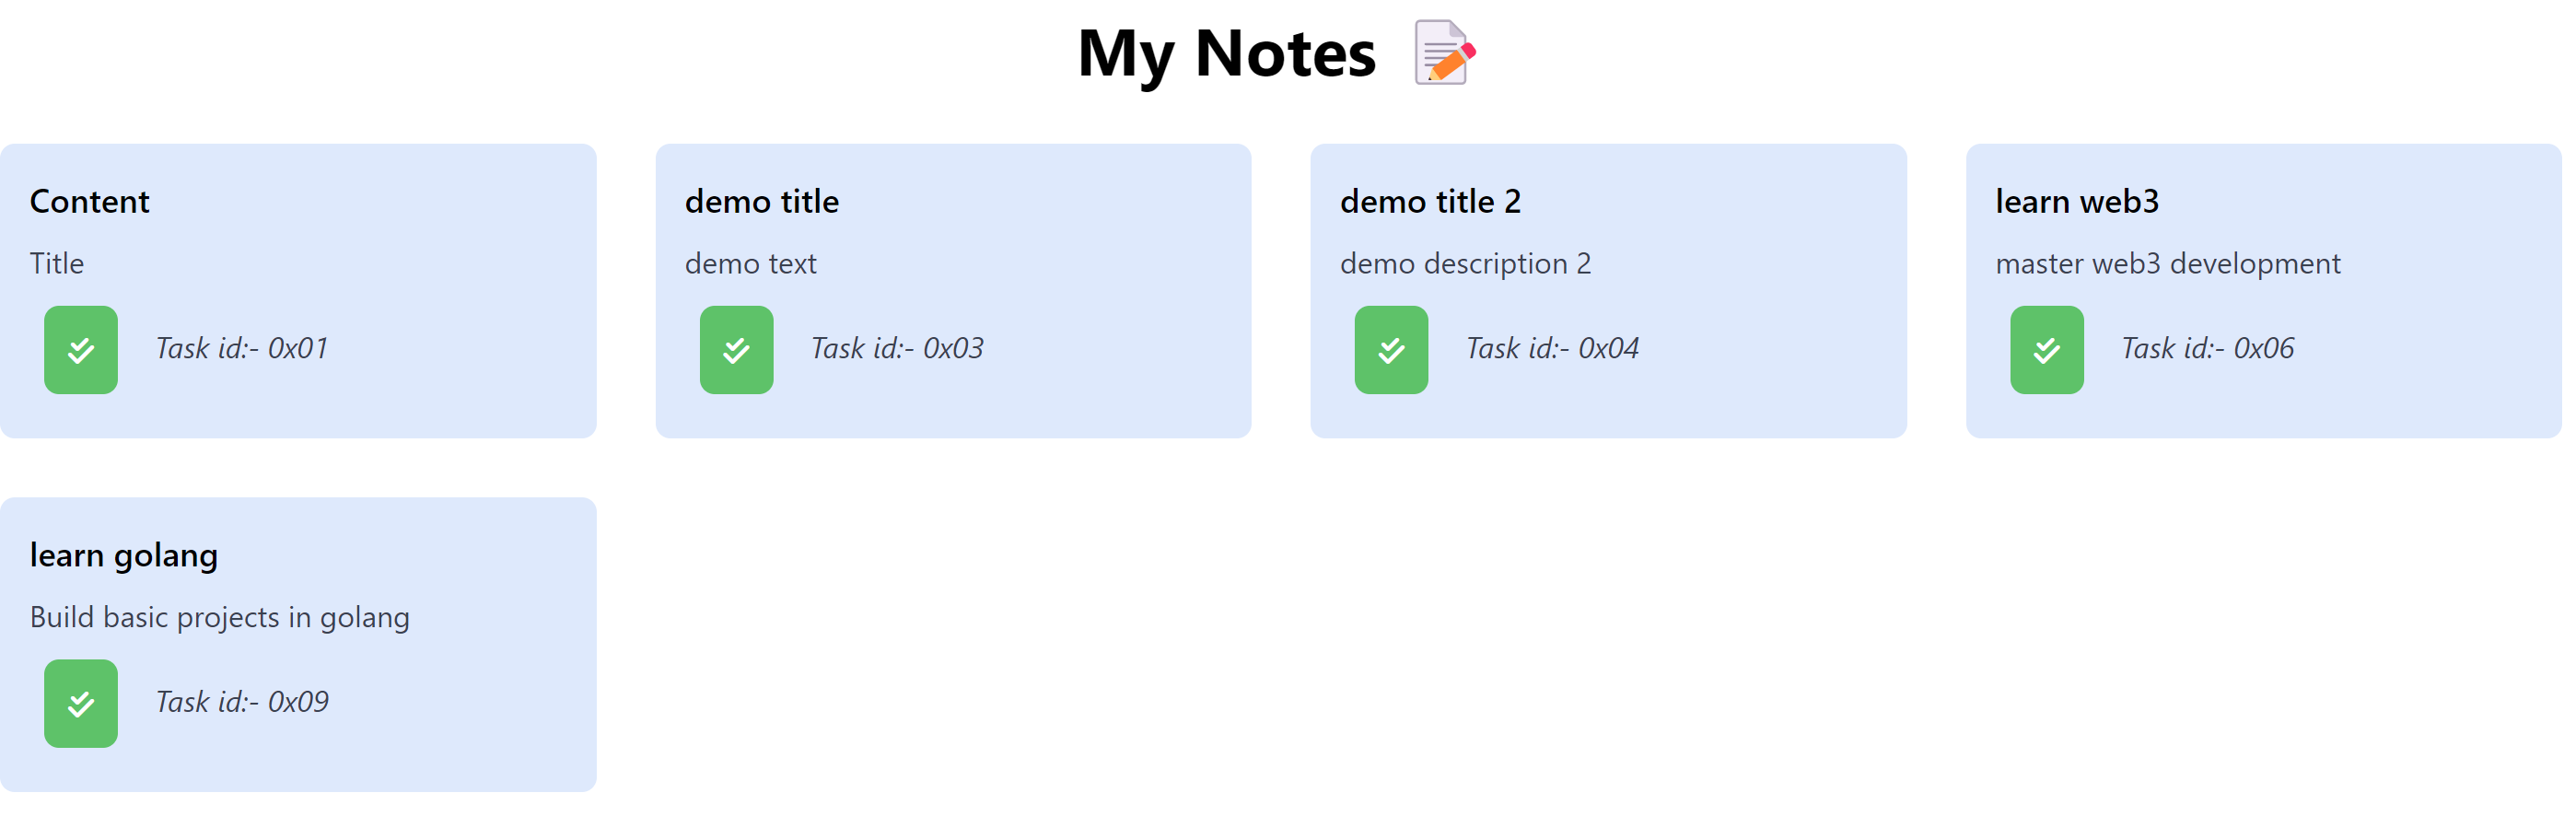 My Notes
Content
Title
Task id:- 0x01
demo title
demo text
Task id:- 0x03
demo title 2
demo description 2
Task id:- 0x04
learn web3
master web3 development
Task id:- 0x06
learn golang
Build basic projects in golang
Task id:- 0x09